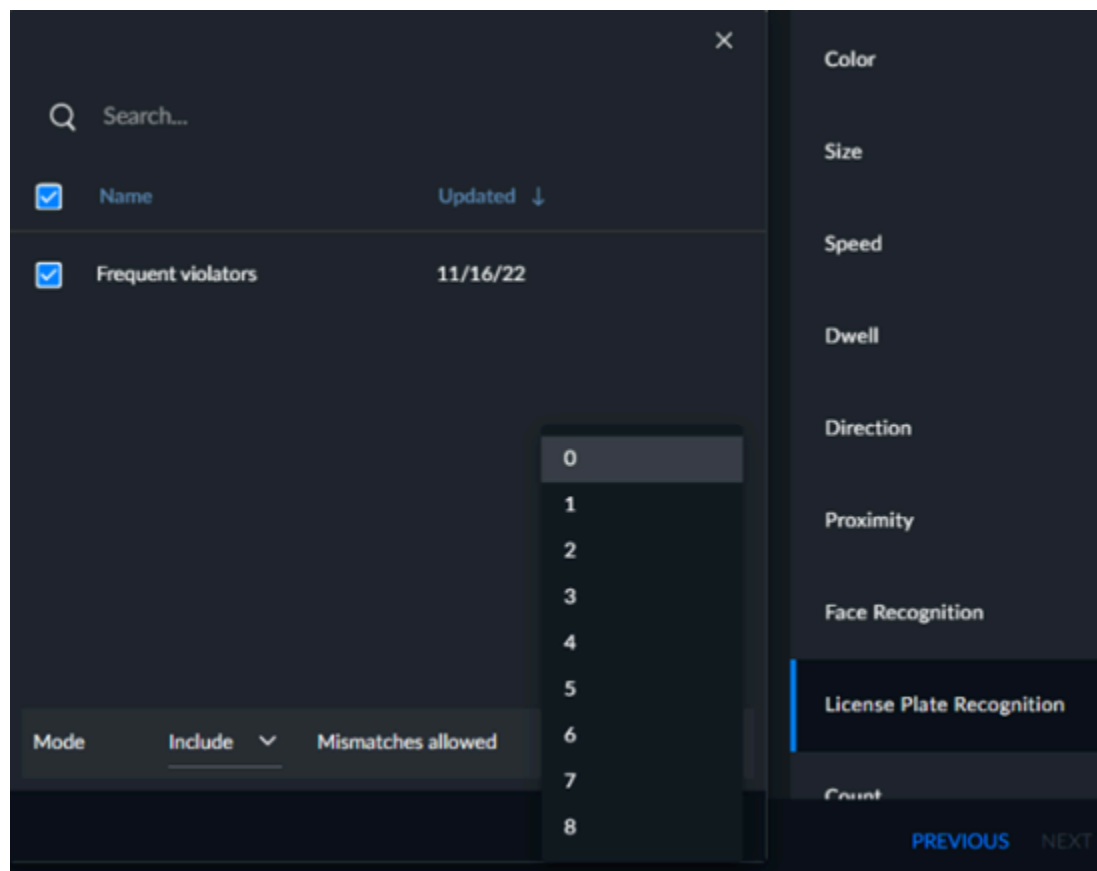 Search...
Name Updated ↓
Frequent violators 11/16/22
0
1
2
3
4
5
6
7
8
Mode Include Mismatches allowed
Color
Size
Speed
Dwell
Direction
Proximity
Face Recognition
License Plate Recognition
Count
PREVIOUS NEXT